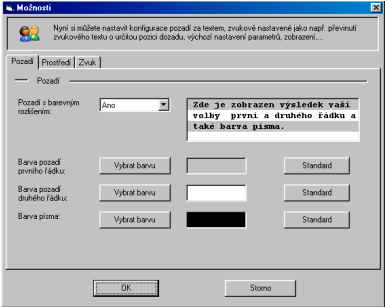 Možnosti
Nyní si můžete nastavit konfigurace pozadí za textem, zvukové nastavené jako např. převinutí
zvukového textu o určitou pozici dozadu, výchozí nastavení parametrů, zobrazení....
Pozadí Prostředí Zvuk
Pozadí
Pozadí s barevným
rozlišením:
Ano
Zde je zobrazen výsledek vaší
volby první a druhého řádku a
také barva písma.
Barva pozadí
prvního řádku:
Vybrat barvu
Standard
Barva pozadí
druhého řádku:
Vybrat barvu
Standard
Barva písma:
Vybrat barvu
Standard
OK
Storno